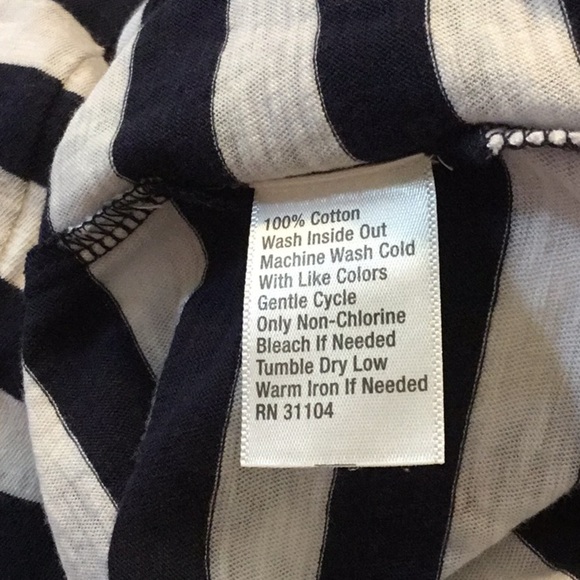 100% Cotton
Wash Inside Out
Machine Wash Cold
With Like Colors
Gentle Cycle
Only Non-Chlorine
Bleach If Needed
Tumble Dry Low
Warm Iron If Needed
RN 31104